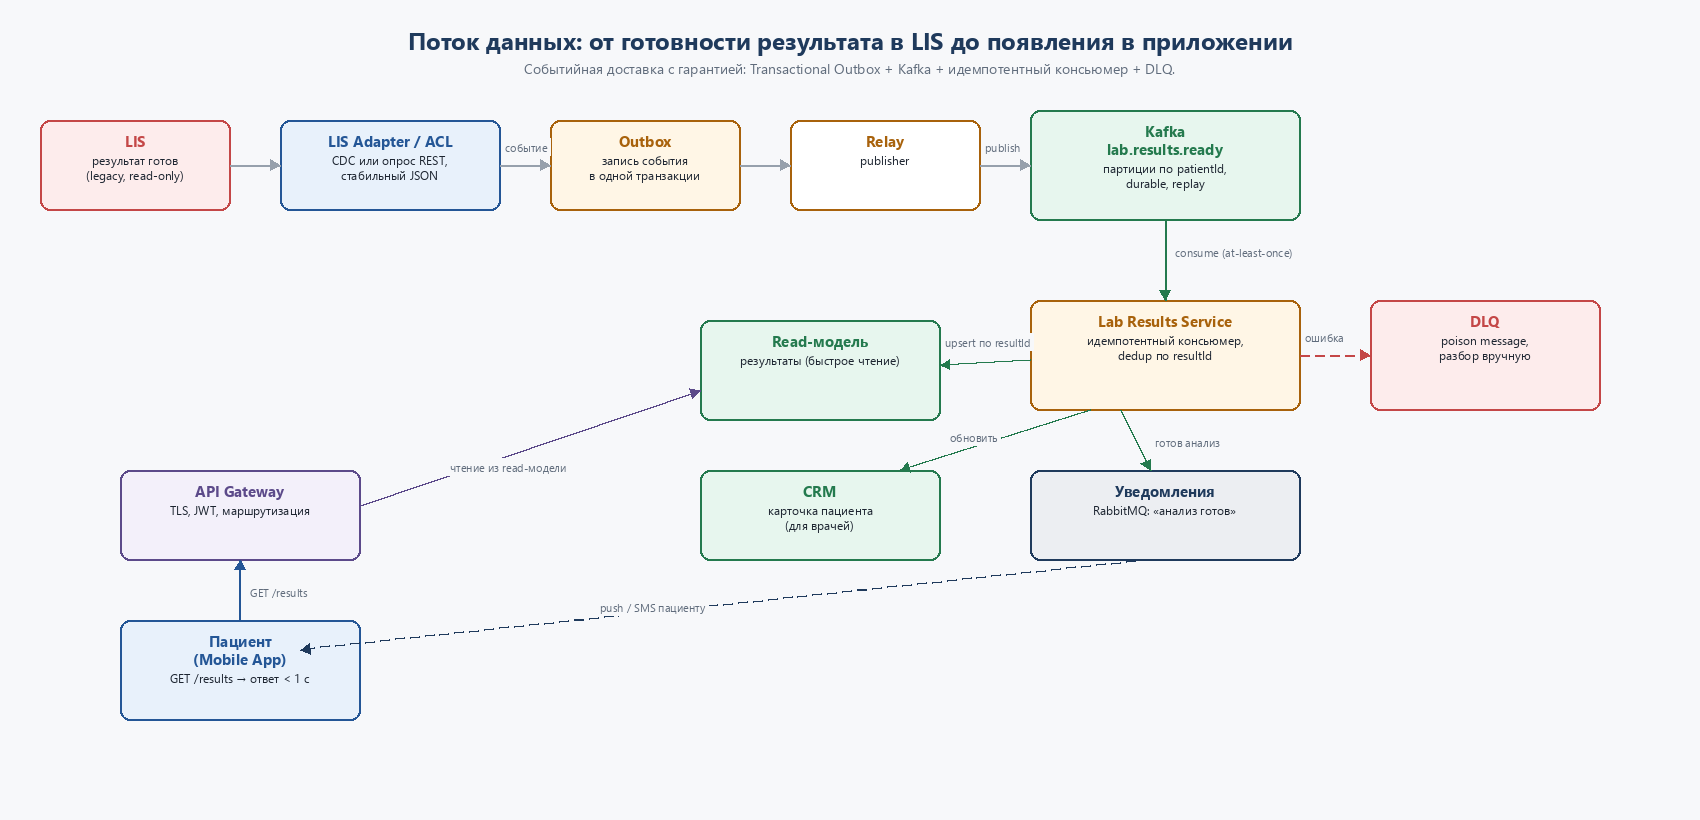 Поток данных: от готовности результата в LIS до появления в приложении
Событийная доставка с гарантией: Transactional Outbox + Kafka + идемпотентный консьюмер + DLQ.
LIS
результат готов
(legacy, read-only)
LIS Adapter / ACL
CDC или опрос REST,
стабильный JSON
событие
Outbox
запись события
в одной транзакции
Relay
publisher
publish
Kafka
lab.results.ready
партиции по patientId,
durable, replay
consume (at-least-once)
Read-модель
результаты (быстрое чтение)
upsert по resultId
Lab Results Service
идемпотентный консьюмер,
dedup по resultId
ошибка
DLQ
poison message,
разбор вручную
обновить
готов анализ
чтение из read-модели
API Gateway
TLS, JWT, маршрутизация
CRM
карточка пациента
(для врачей)
Уведомления
RabbitMQ: «анализ готов»
GET /results
push / SMS пациенту
Пациент
(Mobile App)
GET /results → ответ < 1 с